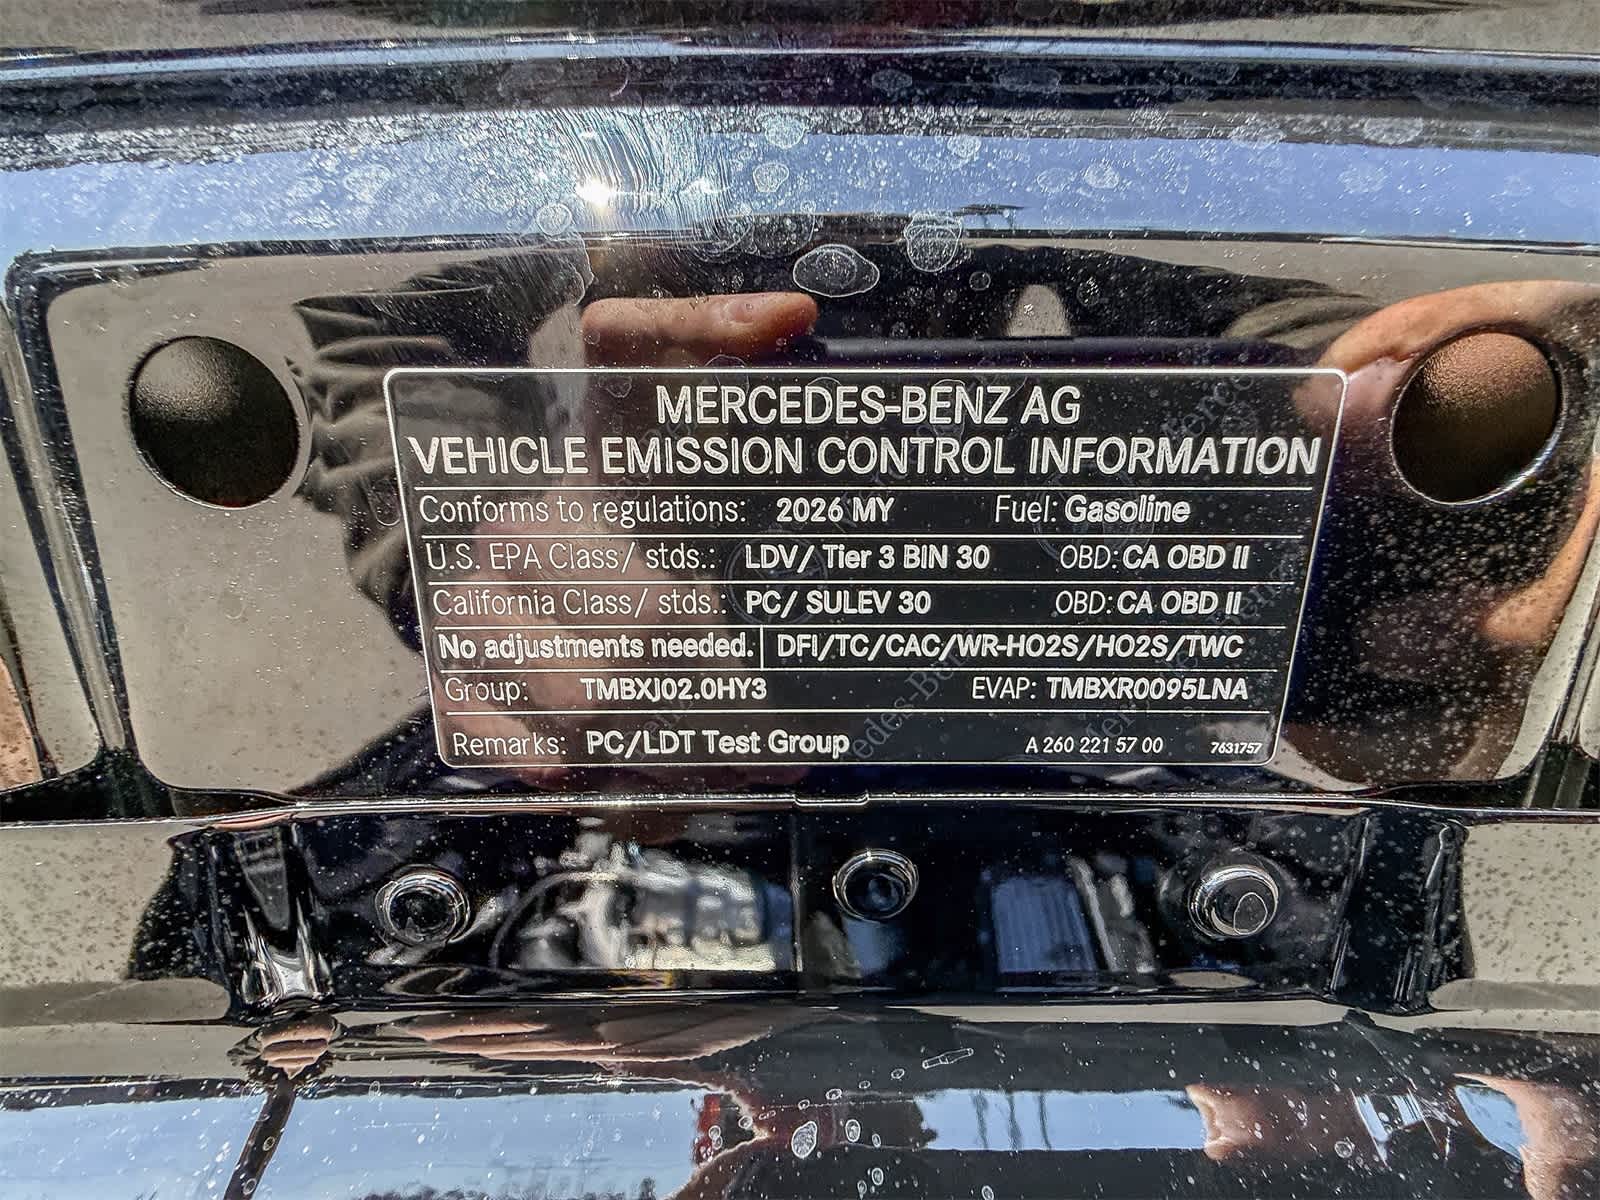 MERCEDES-BENZ AG
VEHICLE EMISSION CONTROL INFORMATION
Conforms to regulations: 2026 MY Fuel: Gasoline
U.S. EPA Class/ stds.: LDV/ Tier 3 BIN 30 OBD: CA OBD II
California Class/ stds.: PC/ SULEV 30 OBD: CA OBD II
No adjustments needed. DFI/TC/CAC/WR-HO2S/HO2S/TWC
Group: TMBXJ02.0HY3 EVAP: TMBXR0095LNA
Remarks: PC/LDT Test Group A 260 221 57 00 7631757